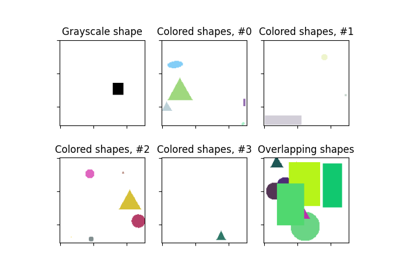 Grayscale shape
Colored shapes, #0
Colored shapes, #1
Colored shapes, #2
Colored shapes, #3
Overlapping shapes